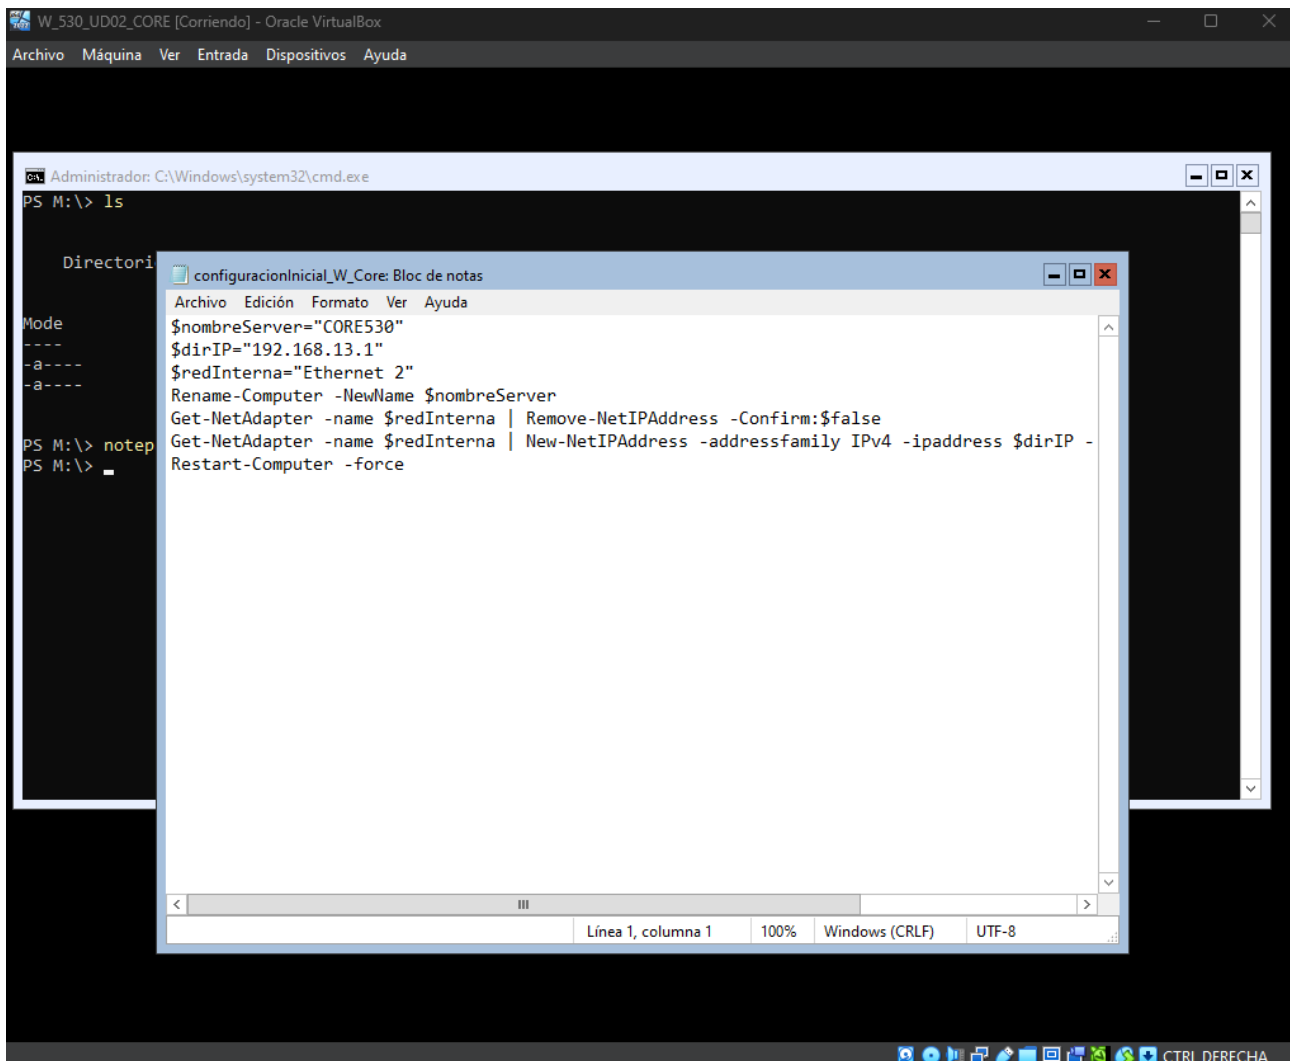 W_530_UD02_CORE [Corriendo] - Oracle VirtualBox
Archivo Máquina Ver Entrada Dispositivos Ayuda
Administrador: C:\Windows\system32\cmd.exe
PS M:\> ls
Directori
Mode
----
-a----
-a----
PS M:\> notep
PS M:\>
configuracionInicial_W_Core: Bloc de notas
Archivo Edición Formato Ver Ayuda
$nombreServer="CORE530"
$dirIP="192.168.13.1"
$redInterna="Ethernet 2"
Rename-Computer -NewName $nombreServer
Get-NetAdapter -name $redInterna | Remove-NetIPAddress -Confirm:$false
Get-NetAdapter -name $redInterna | New-NetIPAddress -addressfamily IPv4 -ipaddress $dirIP -
Restart-Computer -force
Línea 1, columna 1 100% Windows (CRLF) UTF-8
CTRL DERECHA